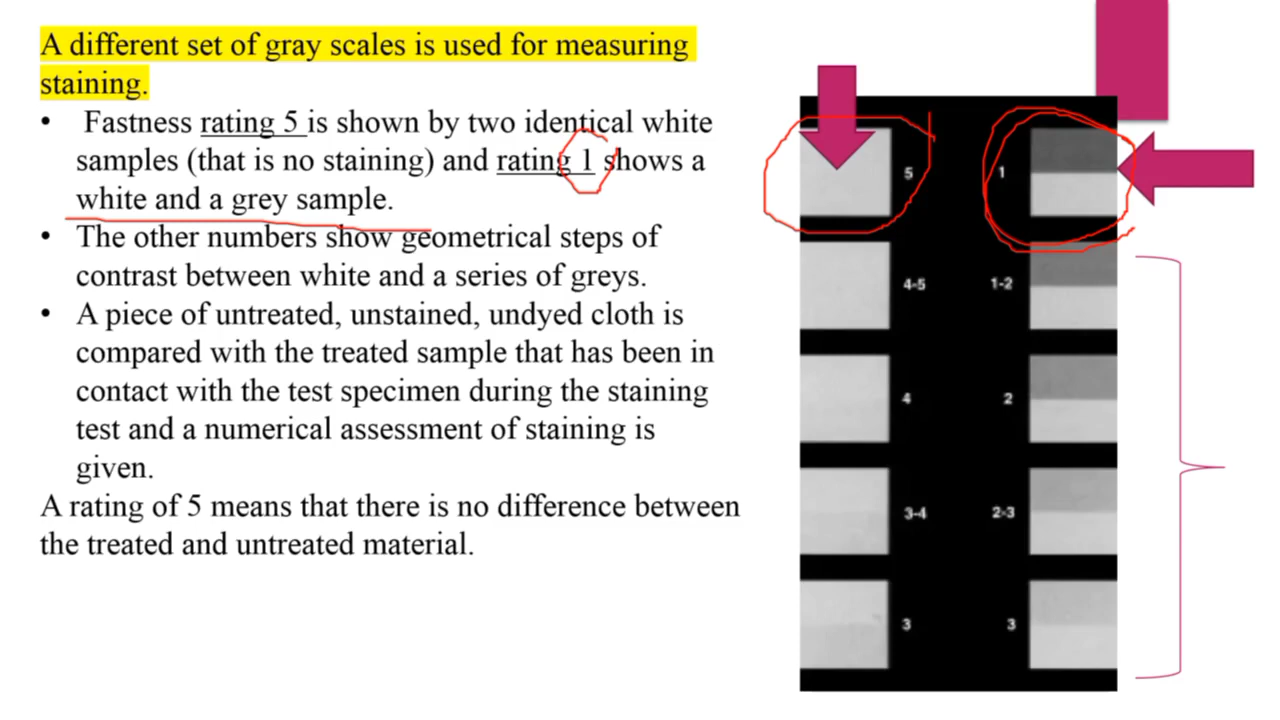 A different set of gray scales is used for measuring
staining.
• Fastness rating 5 is shown by two identical white
samples (that is no staining) and rating 1 shows a
white and a grey sample.
• The other numbers show geometrical steps of
contrast between white and a series of greys.
• A piece of untreated, unstained, undyed cloth is
compared with the treated sample that has been in
contact with the test specimen during the staining
test and a numerical assessment of staining is
given.
A rating of 5 means that there is no difference between
the treated and untreated material.
5 1
4-5 1-2
4 2
3-4 2-3
3 3